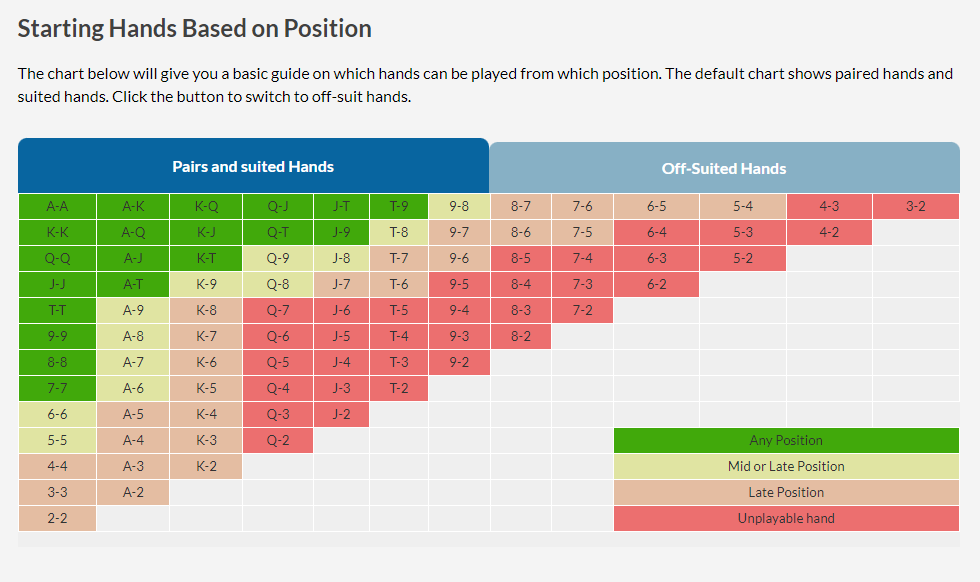 Starting Hands Based on Position
The chart below will give you a basic guide on which hands can be played from which position. The default chart shows paired hands and
suited hands. Click the button to switch to off-suit hands.
Pairs and suited Hands Off-Suited Hands
A-A A-K K-Q Q-J J-T T-9 9-8 8-7 7-6 6-5 5-4 4-3 3-2
K-K A-Q K-J Q-T J-9 T-8 9-7 8-6 7-5 6-4 5-3 4-2
Q-Q A-J K-T Q-9 J-8 T-7 9-6 8-5 7-4 6-3 5-2
J-J A-T K-9 Q-8 J-7 T-6 9-5 8-4 7-3 6-2
T-T A-9 K-8 Q-7 J-6 T-5 9-4 8-3 7-2
9-9 A-8 K-7 Q-6 J-5 T-4 9-3 8-2
8-8 A-7 K-6 Q-5 J-4 T-3 9-2
7-7 A-6 K-5 Q-4 J-3 T-2
6-6 A-5 K-4 Q-3 J-2
5-5 A-4 K-3 Q-2 Any Position
4-4 A-3 K-2 Mid or Late Position
3-3 A-2 Late Position
2-2 Unplayable hand